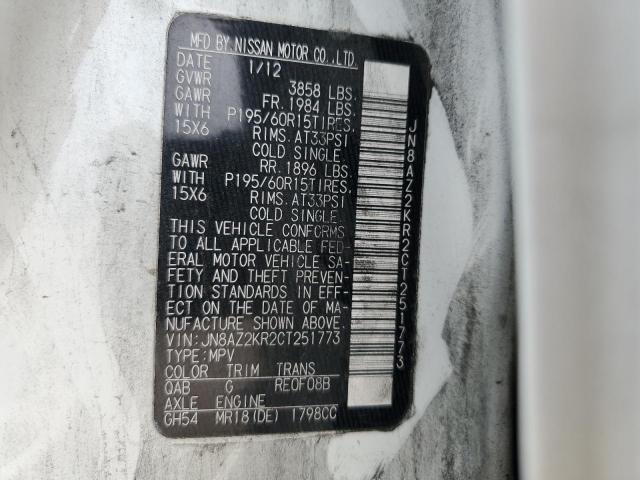 MFD BY NISSAN MOTOR CO.,LTD.
DATE 1/12
GVWR 3858 LBS.
GAWR FR. 1984 LBS.
WITH P195/60R15TIRES,
15X6 RIMS. AT33PSI
COLD SINGLE
GAWR RR. 1896 LBS.
WITH P195/60R15TIRES,
15X6 RIMS. AT33PSI
COLD SINGLE
THIS VEHICLE CONFORMS
TO ALL APPLICABLE FED-
ERAL MOTOR VEHICLE SA-
FETY AND THEFT PREVEN-
TION STANDARDS IN EFF-
ECT ON THE DATE OF MA-
NUFACTURE SHOWN ABOVE.
VIN:JN8AZ2KR2CT251773
TYPE:MPV
COLOR TRIM TRANS
QAB G RE0F08B
AXLE ENGINE
GH54 MR18(DE) 1798CC
JN8AZ2KR2CT251773